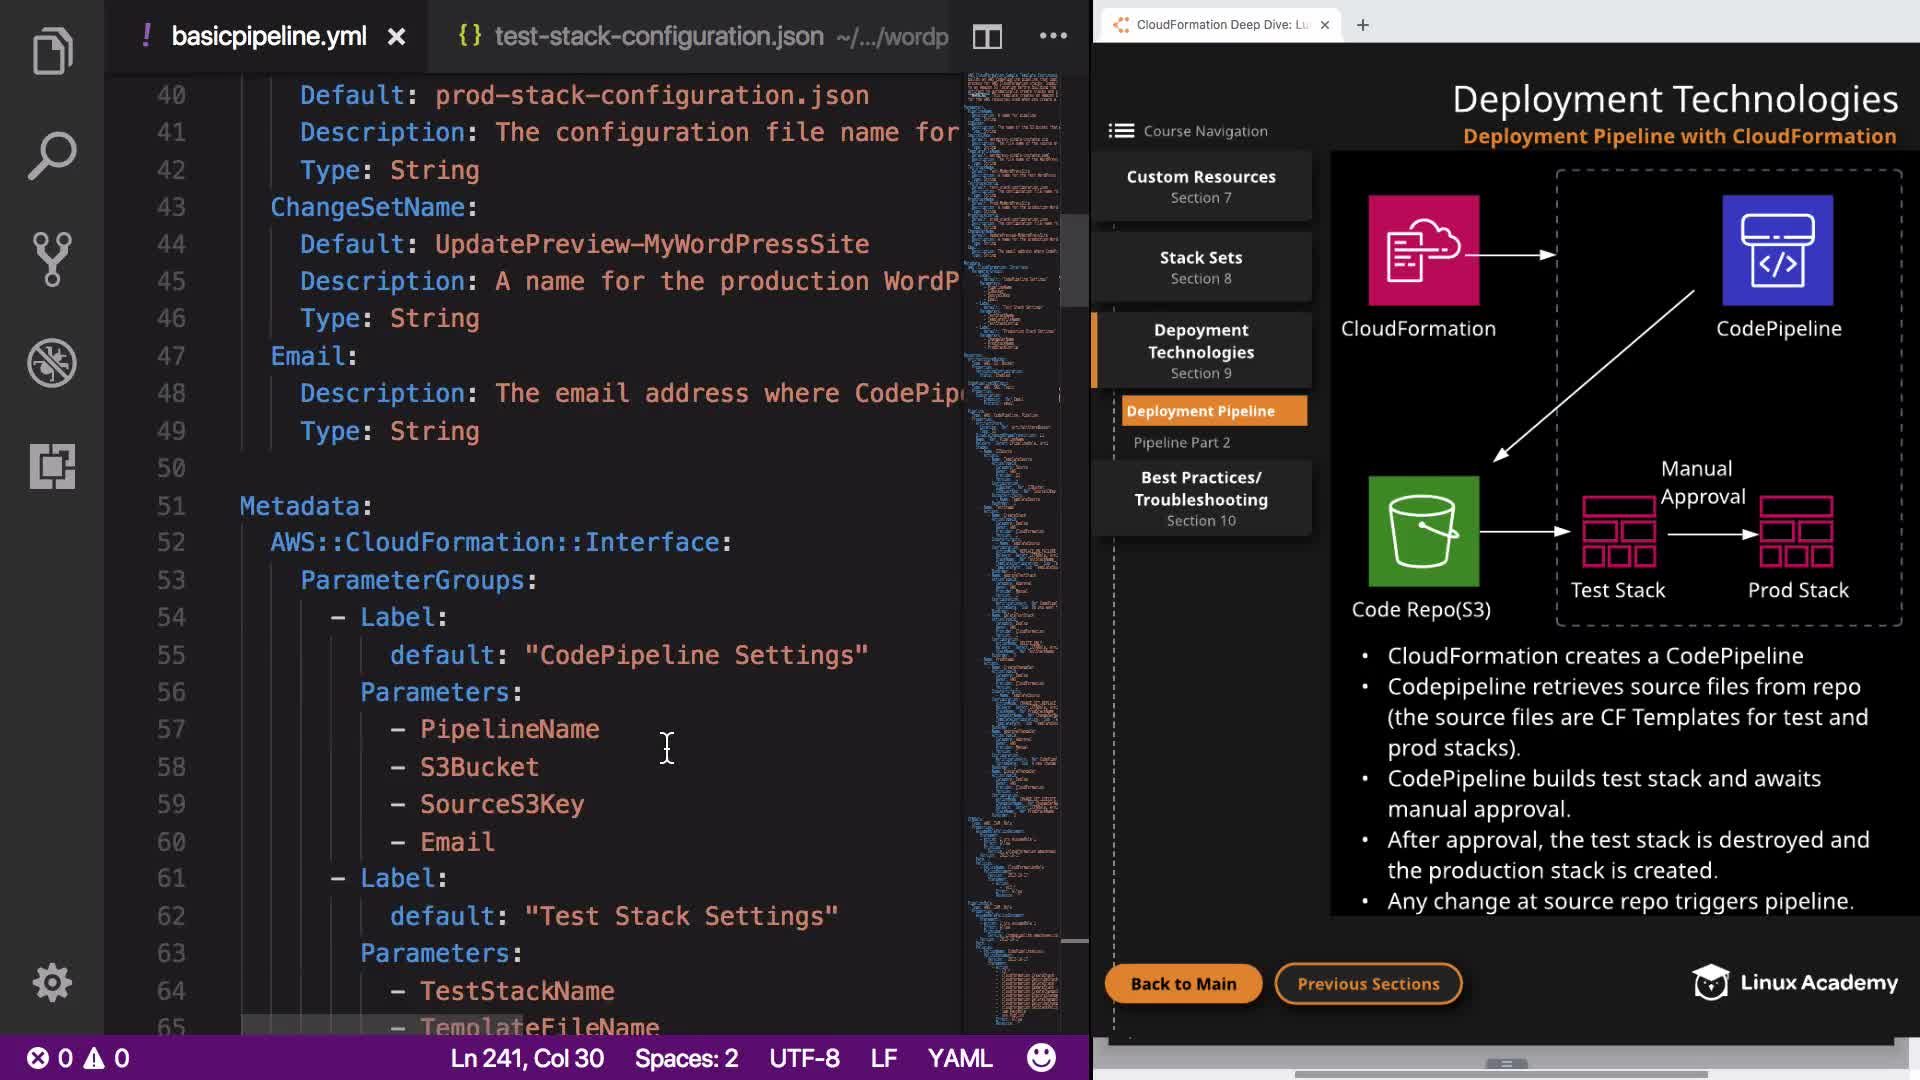 basicpipeline.yml
test-stack-configuration.json ~/.../wordp
40 Default: prod-stack-configuration.json
41 Description: The configuration file name for
42 Type: String
43 ChangeSetName:
44 Default: UpdatePreview-MyWordPressSite
45 Description: A name for the production WordP
46 Type: String
47 Email:
48 Description: The email address where CodePip
49 Type: String
50
51 Metadata:
52 AWS::CloudFormation::Interface:
53 ParameterGroups:
54 - Label:
55 default: "CodePipeline Settings"
56 Parameters:
57 - PipelineName
58 - S3Bucket
59 - SourceS3Key
60 - Email
61 - Label:
62 default: "Test Stack Settings"
63 Parameters:
64 - TestStackName
65 - TemplateFileName
0 0
Ln 241, Col 30 Spaces: 2 UTF-8 LF YAML
CloudFormation Deep Dive: Lu
Deployment Technologies
Deployment Pipeline with CloudFormation
Course Navigation
Custom Resources
Section 7
Stack Sets
Section 8
Depoyment
Technologies
Section 9
Deployment Pipeline
Pipeline Part 2
Best Practices/
Troubleshooting
Section 10
CloudFormation
CodePipeline
Manual
Approval
Code Repo(S3)
Test Stack
Prod Stack
• CloudFormation creates a CodePipeline
• Codepipeline retrieves source files from repo
(the source files are CF Templates for test and
prod stacks).
• CodePipeline builds test stack and awaits
manual approval.
• After approval, the test stack is destroyed and
the production stack is created.
• Any change at source repo triggers pipeline.
Back to Main
Previous Sections
Linux Academy